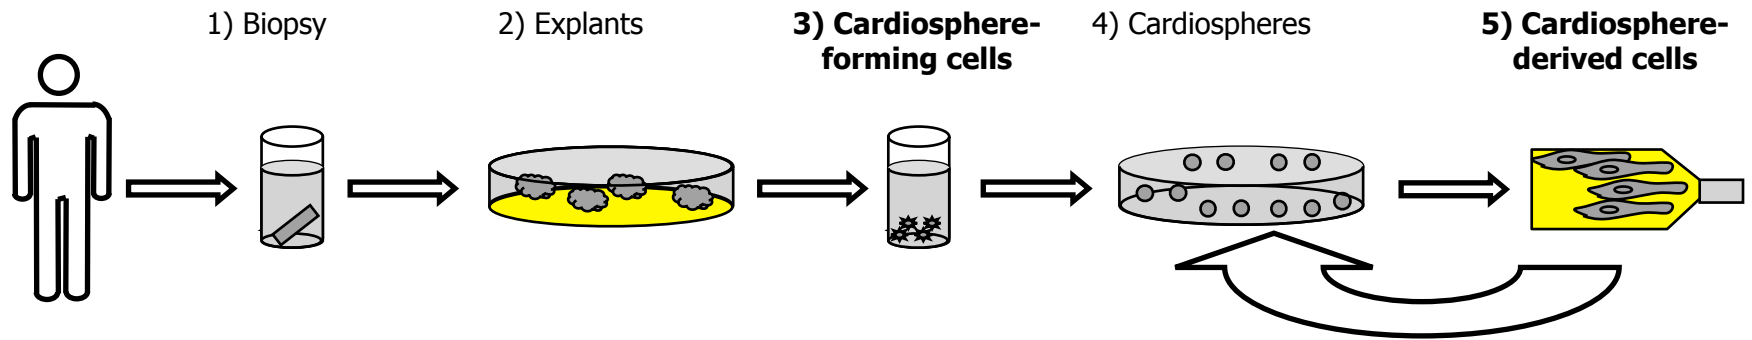 1) Biopsy
2) Explants
3) Cardiosphere-
forming cells
4) Cardiospheres
5) Cardiosphere-
derived cells